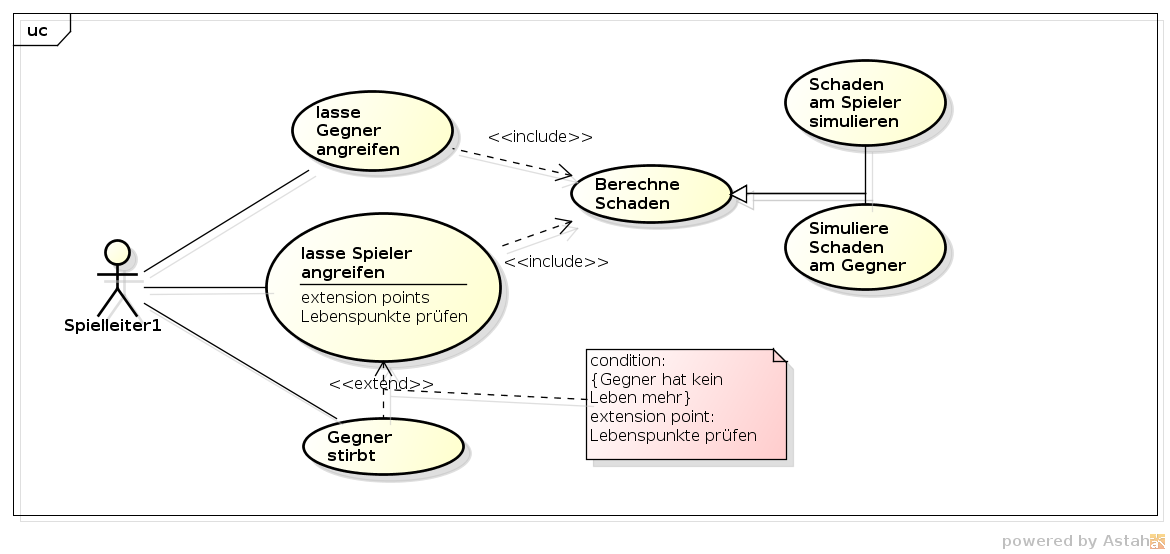 uc
lasse
Gegner
angreifen
<<include>>
Schaden
am Spieler
simulieren
Berechne
Schaden
lasse Spieler
angreifen
extension points
Lebenspunkte prüfen
<<include>>
Simuliere
Schaden
am Gegner
Spielleiter1
<<extend>>
condition:
{Gegner hat kein
Leben mehr}
extension point:
Lebenspunkte prüfen
Gegner
stirbt
powered by Astah